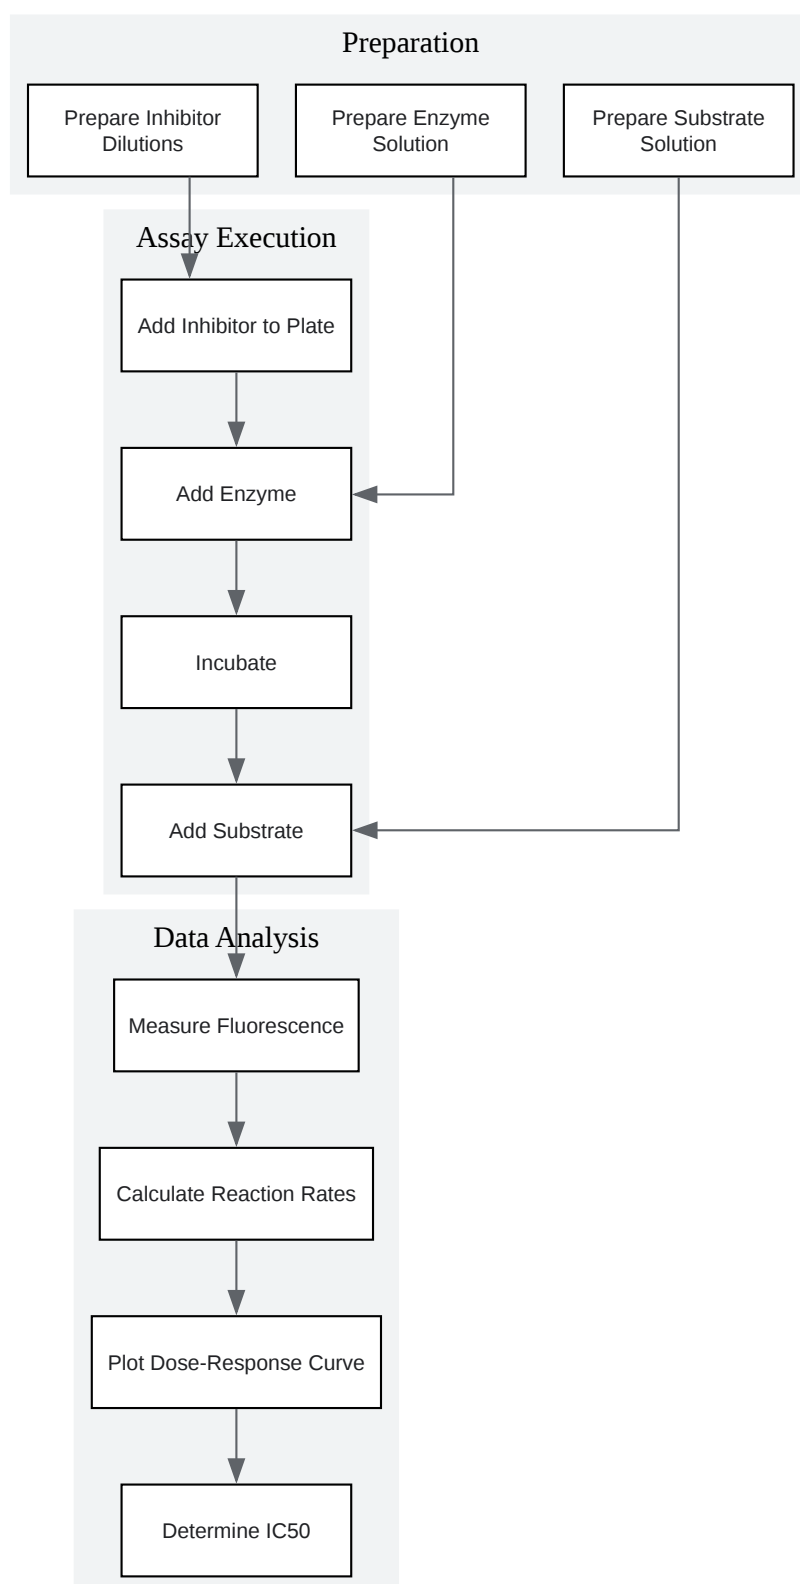 Preparation
Prepare Inhibitor
Dilutions
Prepare Enzyme
Solution
Prepare Substrate
Solution
Assay Execution
Add Inhibitor to Plate
Add Enzyme
Incubate
Add Substrate
Data Analysis
Measure Fluorescence
Calculate Reaction Rates
Plot Dose-Response Curve
Determine IC50